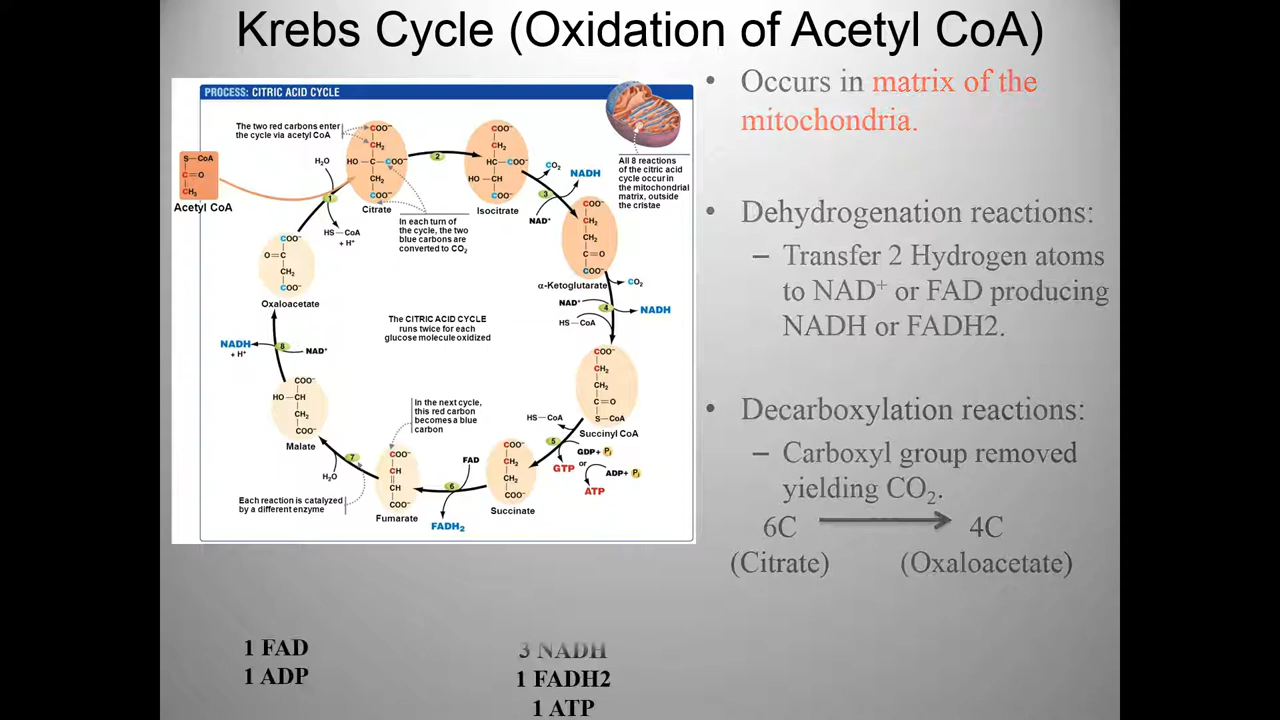 Krebs Cycle (Oxidation of Acetyl CoA)
PROCESS: CITRIC ACID CYCLE
The two red carbons enter
the cycle via acetyl CoA
S—CoA
C=O
CH₃
Acetyl CoA
H₂O
1
HS—CoA
+ H⁺
COO⁻
CH₂
HO—C—COO⁻
CH₂
COO⁻
Citrate
2
COO⁻
CH₂
HC—COO⁻
HO—CH
COO⁻
Isocitrate
CO₂
NADH
3
NAD⁺
All 8 reactions
of the citric acid
cycle occur in
the mitochondrial
matrix, outside
the cristae
In each turn of
the cycle, the two
blue carbons are
converted to CO₂
COO⁻
CH₂
CH₂
C=O
COO⁻
α-Ketoglutarate
CO₂
NAD⁺
4
NADH
HS—CoA
COO⁻
O=C
CH₂
COO⁻
Oxaloacetate
The CITRIC ACID CYCLE
runs twice for each
glucose molecule oxidized
NADH
+ H⁺
8
NAD⁺
COO⁻
CH₂
CH₂
C=O
S—CoA
Succinyl CoA
HS—CoA
5
GDP+ Pi
GTP
or
ADP+ Pi
ATP
COO⁻
HO—CH
CH₂
COO⁻
Malate
In the next cycle,
this red carbon
becomes a blue
carbon
7
H₂O
COO⁻
CH
CH
COO⁻
Fumarate
FAD
6
FADH₂
COO⁻
CH₂
CH₂
COO⁻
Succinate
Each reaction is catalyzed
by a different enzyme
• Occurs in matrix of the
mitochondria.
• Dehydrogenation reactions:
– Transfer 2 Hydrogen atoms
to NAD⁺ or FAD producing
NADH or FADH2.
• Decarboxylation reactions:
– Carboxyl group removed
yielding CO₂.
6C 4C
(Citrate) (Oxaloacetate)
1 FAD
1 ADP
3 NADH
1 FADH2
1 ATP